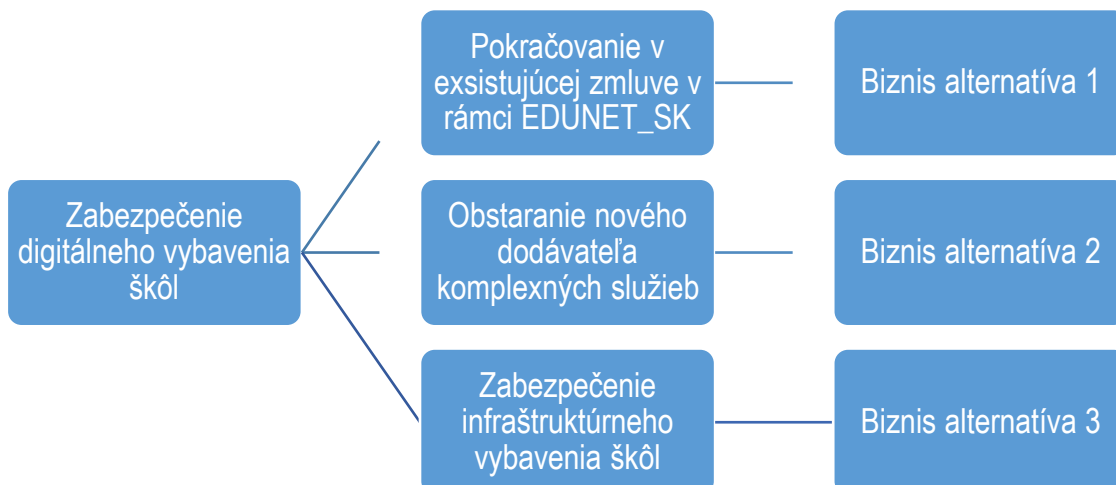 Pokračovanie v
exsistujúcej zmluve v
rámci EDUNET_SK
Biznis alternatíva 1
Zabezpečenie
digitálneho vybavenia
škôl
Obstaranie nového
dodávateľa
komplexných služieb
Biznis alternatíva 2
Zabezpečenie
infraštruktúrneho
vybavenia škôl
Biznis alternatíva 3